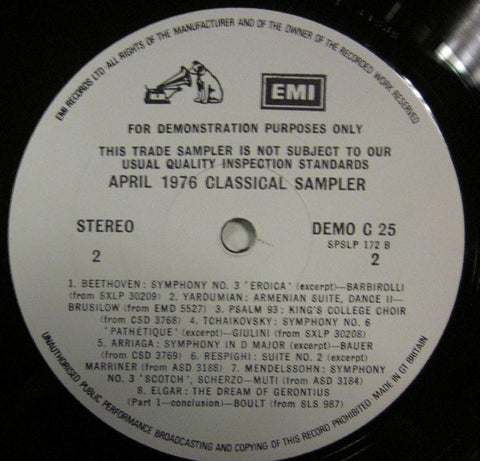 EMI RECORDS LTD · ALL RIGHTS OF THE MANUFACTURER AND OF THE OWNER OF THE RECORDED WORK RESERVED
EMI
FOR DEMONSTRATION PURPOSES ONLY
THIS TRADE SAMPLER IS NOT SUBJECT TO OUR
USUAL QUALITY INSPECTION STANDARDS
APRIL 1976 CLASSICAL SAMPLER
STEREO
DEMO C 25
SPSLP 172 B
2
2
1. BEETHOVEN: SYMPHONY NO. 3 'EROICA' (excerpt)—BARBIROLLI
(from SXLP 30209) 2. YARDUMIAN: ARMENIAN SUITE, DANCE II—
BRUSILOW (from EMD 5527) 3. PSALM 93: KING'S COLLEGE CHOIR
(from CSD 3768) 4. TCHAIKOVSKY: SYMPHONY NO. 6
'PATHÉTIQUE' (excerpt)—GIULINI (from SXLP 30208)
5. ARRIAGA: SYMPHONY IN D MAJOR (excerpt)—BAUER
(from CSD 3769) 6. RESPIGHI: SUITE NO. 2 (excerpt)
MARRINER (from ASD 3188) 7. MENDELSSOHN: SYMPHONY
NO. 3 'SCOTCH', SCHERZO—MUTI (from ASD 3184)
8. ELGAR: THE DREAM OF GERONTIUS
(Part 1—conclusion)—BOULT (from SLS 987)
UNAUTHORISED PUBLIC PERFORMANCE BROADCASTING AND COPYING OF THIS RECORD PROHIBITED. MADE IN GT BRITAIN